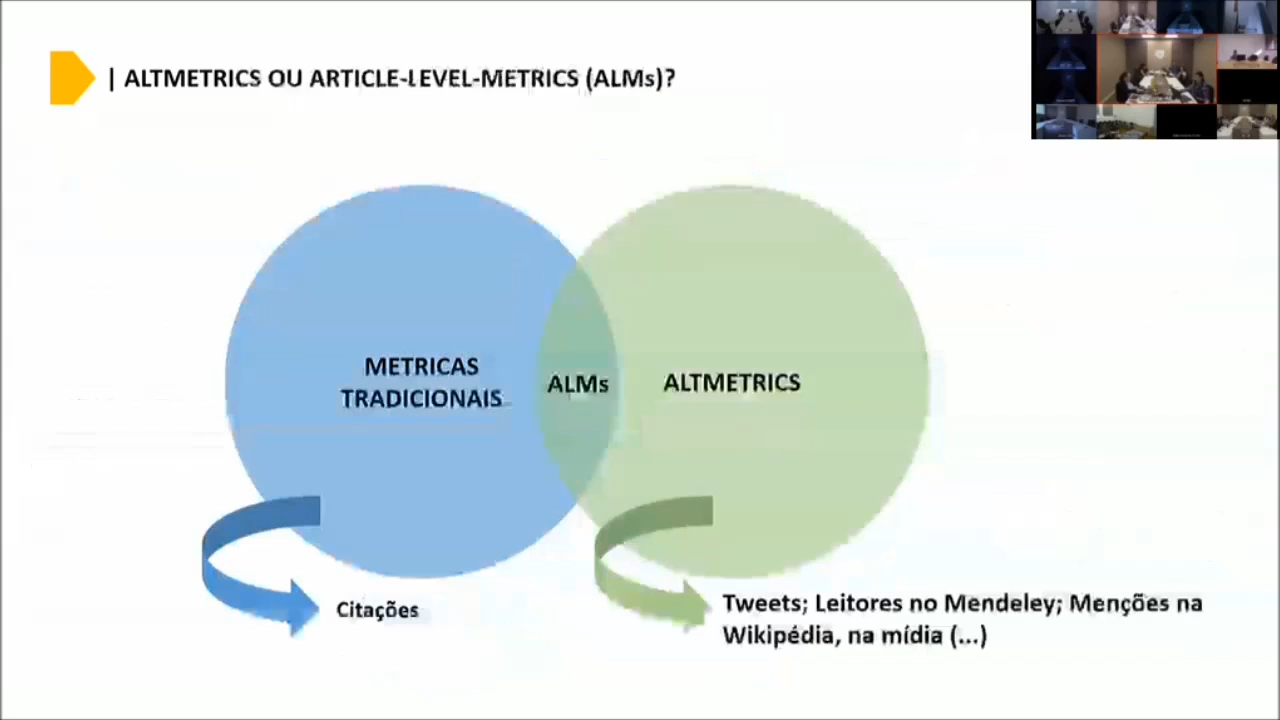 | ALTMETRICS OU ARTICLE-LEVEL-METRICS (ALMs)?
METRICAS
TRADICIONAIS
ALMs
ALTMETRICS
Citações
Tweets; Leitores no Mendeley; Menções na
Wikipédia, na mídia (...)